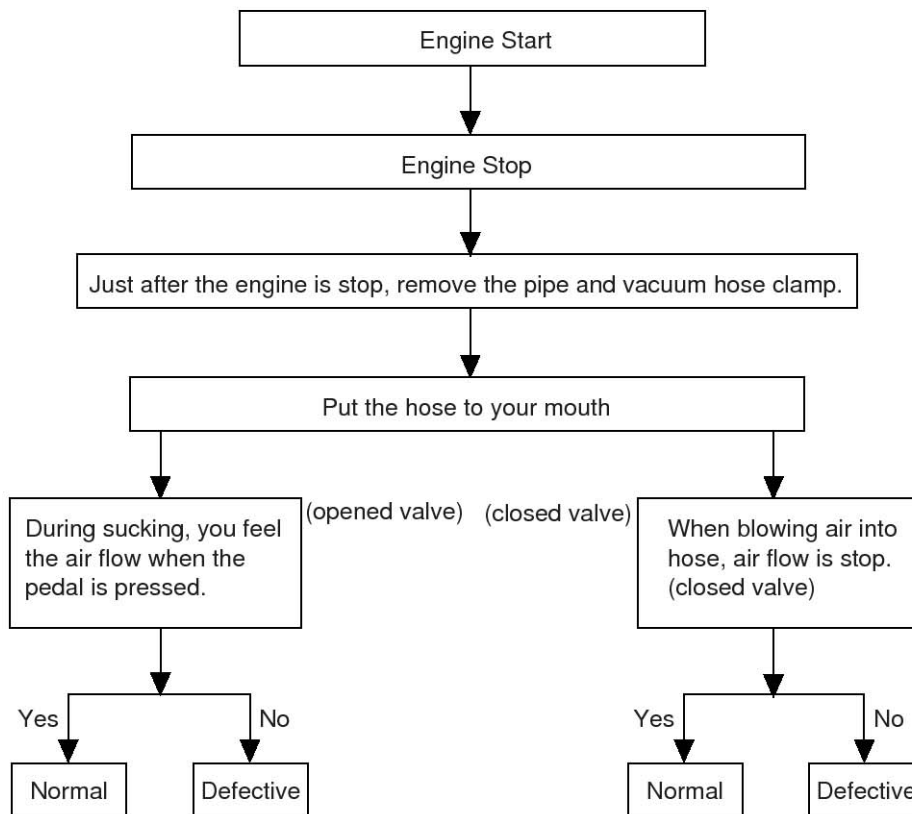 Engine Start
Engine Stop
Just after the engine is stop, remove the pipe and vacuum hose clamp.
Put the hose to your mouth
During sucking, you feel
the air flow when the
pedal is pressed.
(opened valve)
(closed valve)
When blowing air into
hose, air flow is stop.
(closed valve)
Yes
No
Yes
No
Normal
Defective
Normal
Defective